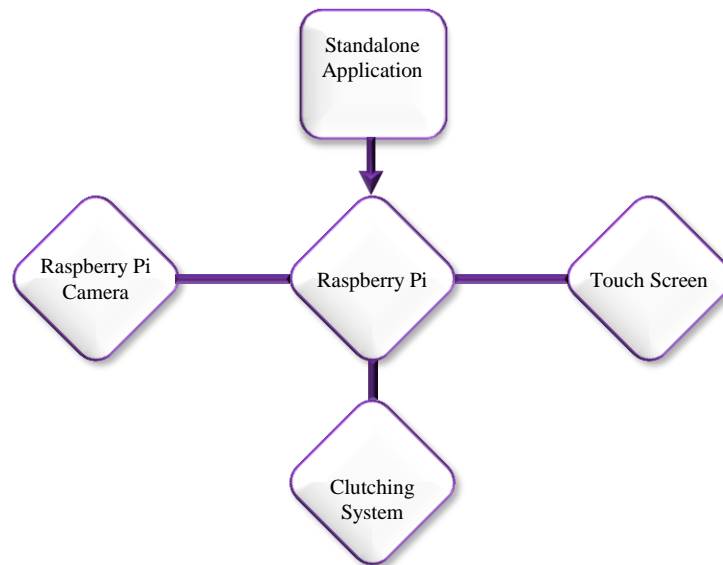 Standalone
Application
Raspberry Pi
Camera
Raspberry Pi
Touch Screen
Clutching
System